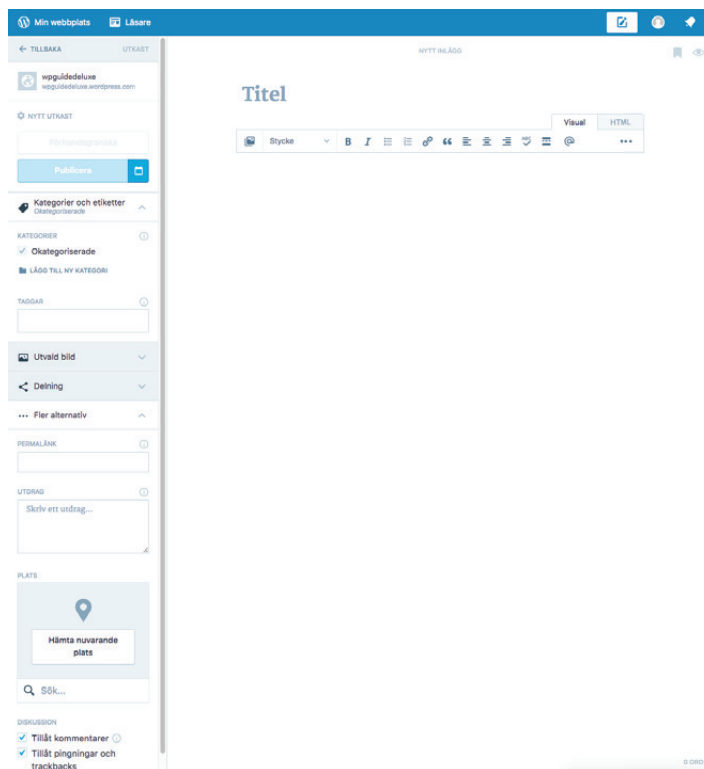 Min webbplats
Läsare
TILLBAKA
UTKAST
wpguidedeluxe
wpguidedeluxe.wordpress.com
NYTT UTKAST
Förhandsgranska
Publicera
Kategorier och etiketter
Okategoriserade
KATEGORIER
Okategoriserade
LÄGG TILL NY KATEGORI
TAGGAR
Utvald bild
Delning
Fler alternativ
PERMALÄNK
UTDRAG
Skriv ett utdrag...
PLATS
Hämta nuvarande
plats
Sök...
DISKUSSION
Tillåt kommentarer
Tillåt pingningar och
trackbacks
NYTT INLÄGG
Titel
Visual
HTML
Stycke
B
I
ABC
0 ORD